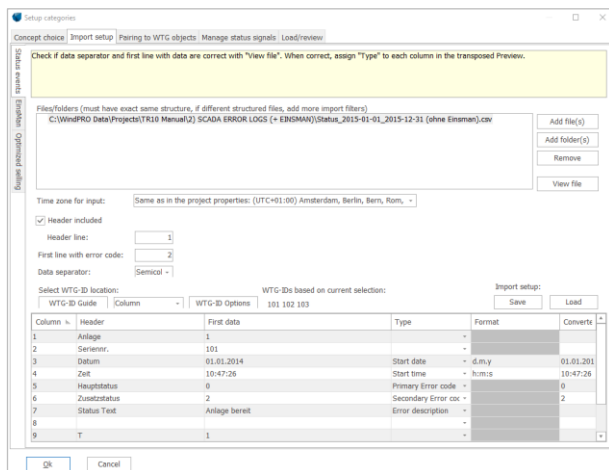 Setup categories
Concept choice Import setup Pairing to WTG objects Manage status signals Load/review
Status events
EinsMan
Optimized selling
Check if data separator and first line with data are correct with "View file". When correct, assign "Type" to each column in the transposed Preview.
Files/folders (must have exact same structure, if different structured files, add more import filters)
C:\WindPRO Data\Projects\TR10 Manual\2) SCADA ERROR LOGS (+ EINSMAN)\Status_2015-01-01_2015-12-31 (ohne Einsman).csv
Add file(s)
Add folder(s)
Remove
View file
Time zone for input: Same as in the project properties: (UTC+01:00) Amsterdam, Berlin, Bern, Rom,
Header included
Header line: 1
First line with error code: 2
Data separator: Semicol
Select WTG-ID location: WTG-IDs based on current selection: Import setup:
WTG-ID Guide Column WTG-ID Options 101 102 103 Save Load
Column Header First data Type Format Converte
1 Anlage 1
2 Seriennr. 101
3 Datum 01.01.2014 Start date d.m.y 01.01.201
4 Zeit 10:47:26 Start time h:m:s 10:47:26
5 Hauptstatus 0 Primary Error code 0
6 Zusatzstatus 2 Secondary Error coc 2
7 Status Text Anlage bereit Error description
8
9 T 1
Ok Cancel